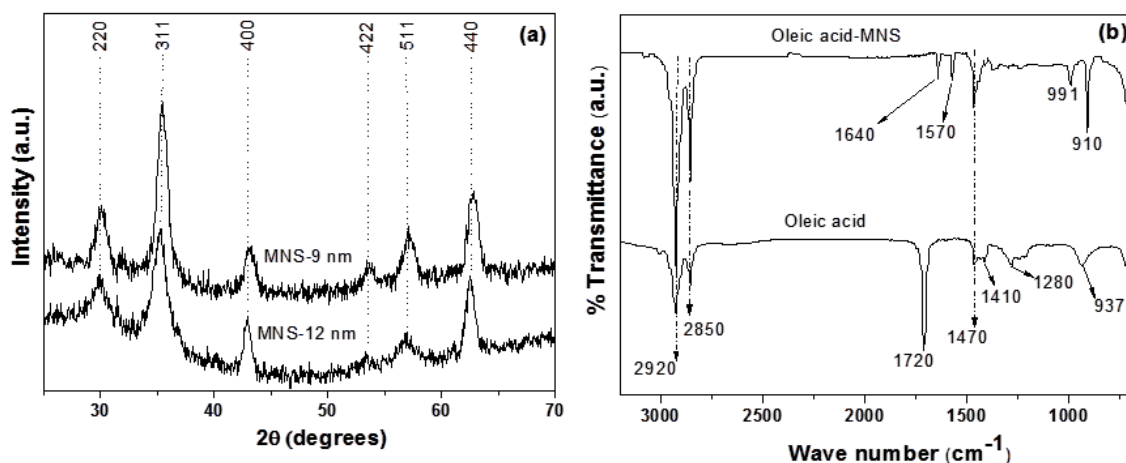 220
311
400
422
511
440
(a)
Intensity (a.u.)
MNS-9 nm
MNS-12 nm
30
40
50
60
70
2θ (degrees)
(b)
Oleic acid-MNS
% Transmittance (a.u.)
1640
1570
991
910
Oleic acid
2920
2850
1720
1470
1410
1280
937
3000
2500
2000
1500
1000
Wave number (cm⁻¹)